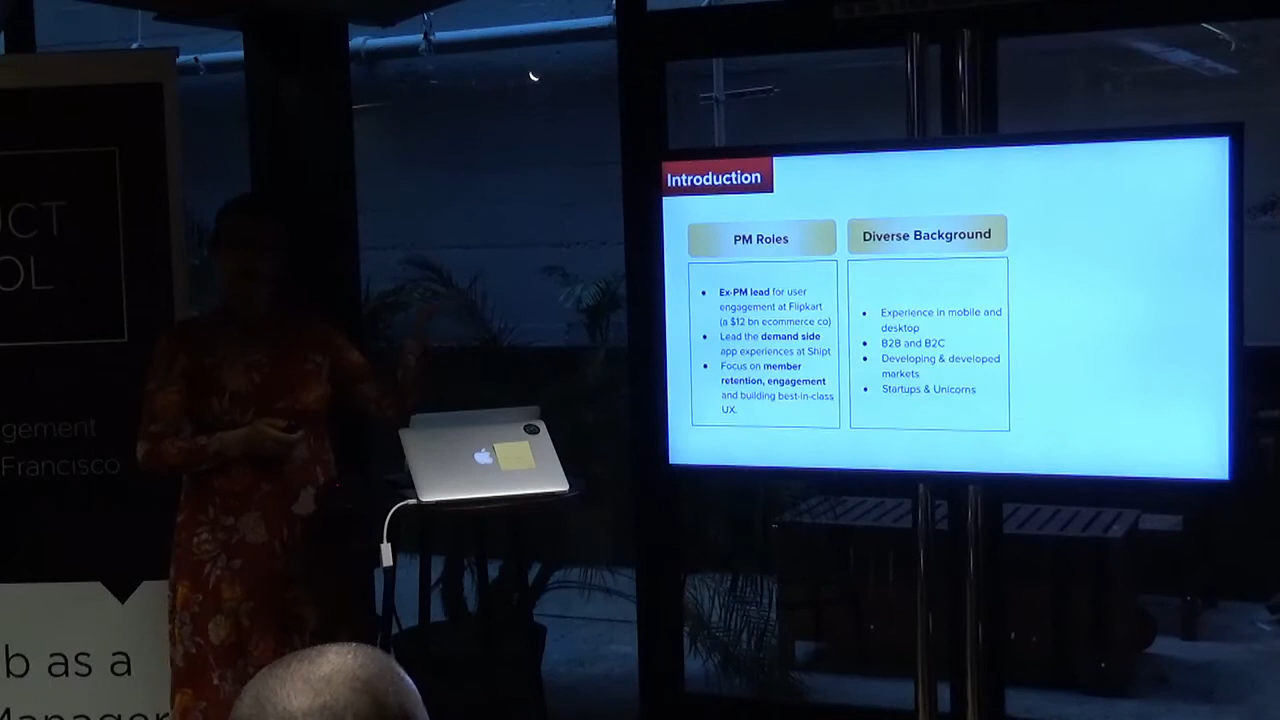 UCT
OL
gement
Francisco
b as a
Manager
Introduction
PM Roles
• Ex-PM lead for user
engagement at Flipkart
(a $12 bn ecommerce co)
• Lead the demand side
app experiences at Shipt
• Focus on member
retention, engagement
and building best-in-class
UX.
Diverse Background
• Experience in mobile and
desktop
• B2B and B2C
• Developing & developed
markets
• Startups & Unicorns